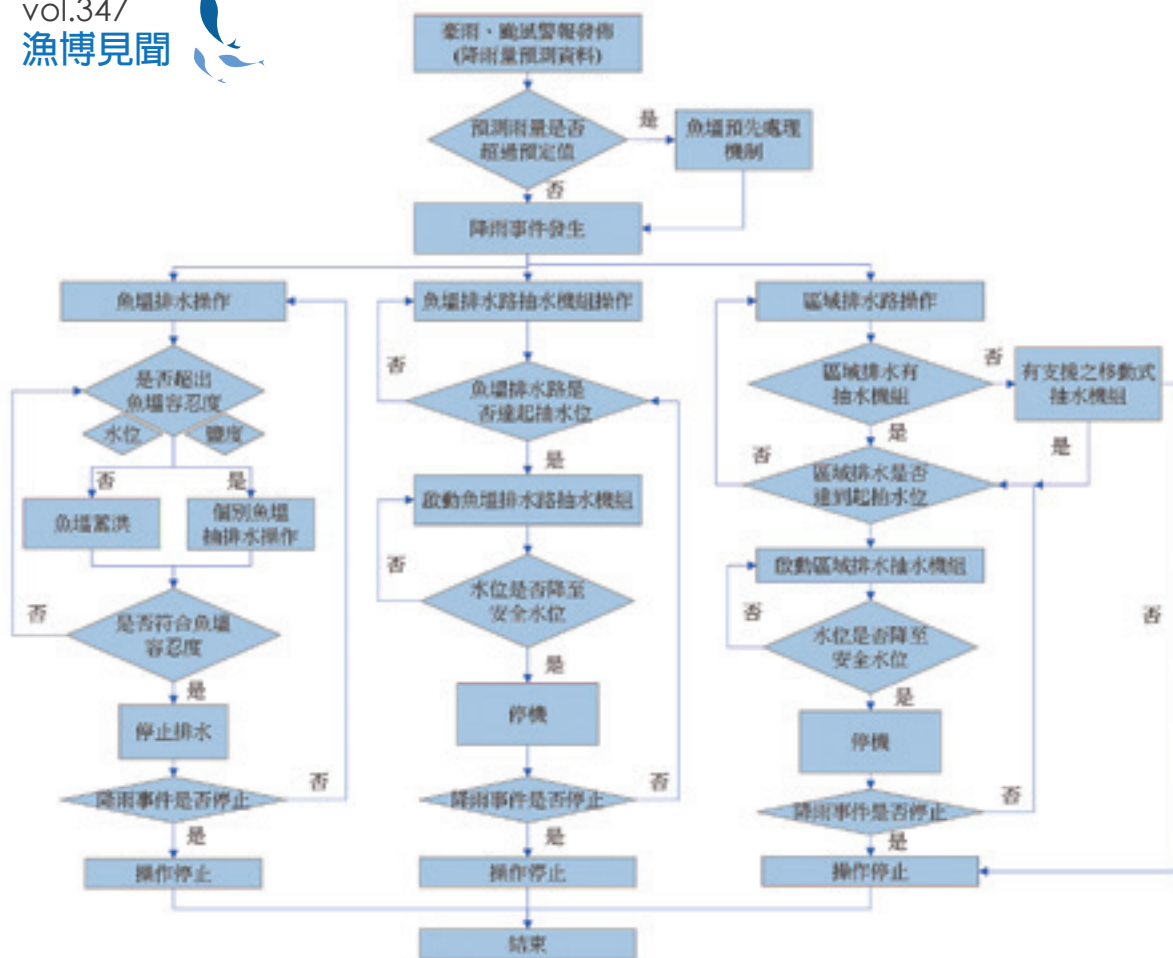 vol.347
漁博見聞
豪雨、颱風警報發佈
(降雨量預測資料)
預測雨量是否
超過預定值
是
魚塭預先處理
機制
否
降雨事件發生
魚塭排水操作
是否超出
魚塭容忍度
水位
鹽度
否
是
魚塭蓄洪
個別魚塭
抽排水操作
否
是否符合魚塭
容忍度
是
停止排水
否
降雨事件是否停止
是
操作停止
魚塭排水路抽水機組操作
否
魚塭排水路是
否達起抽水位
是
啟動魚塭排水路抽水機組
否
水位是否降至
安全水位
是
停機
否
降雨事件是否停止
是
操作停止
區域排水路操作
區域排水有
抽水機組
否
有支援之移動式
抽水機組
是
是
否
區域排水是否
達到起抽水位
啟動區域排水抽水機組
否
水位是否降至
安全水位
否
是
停機
否
降雨事件是否停止
是
操作停止
結束